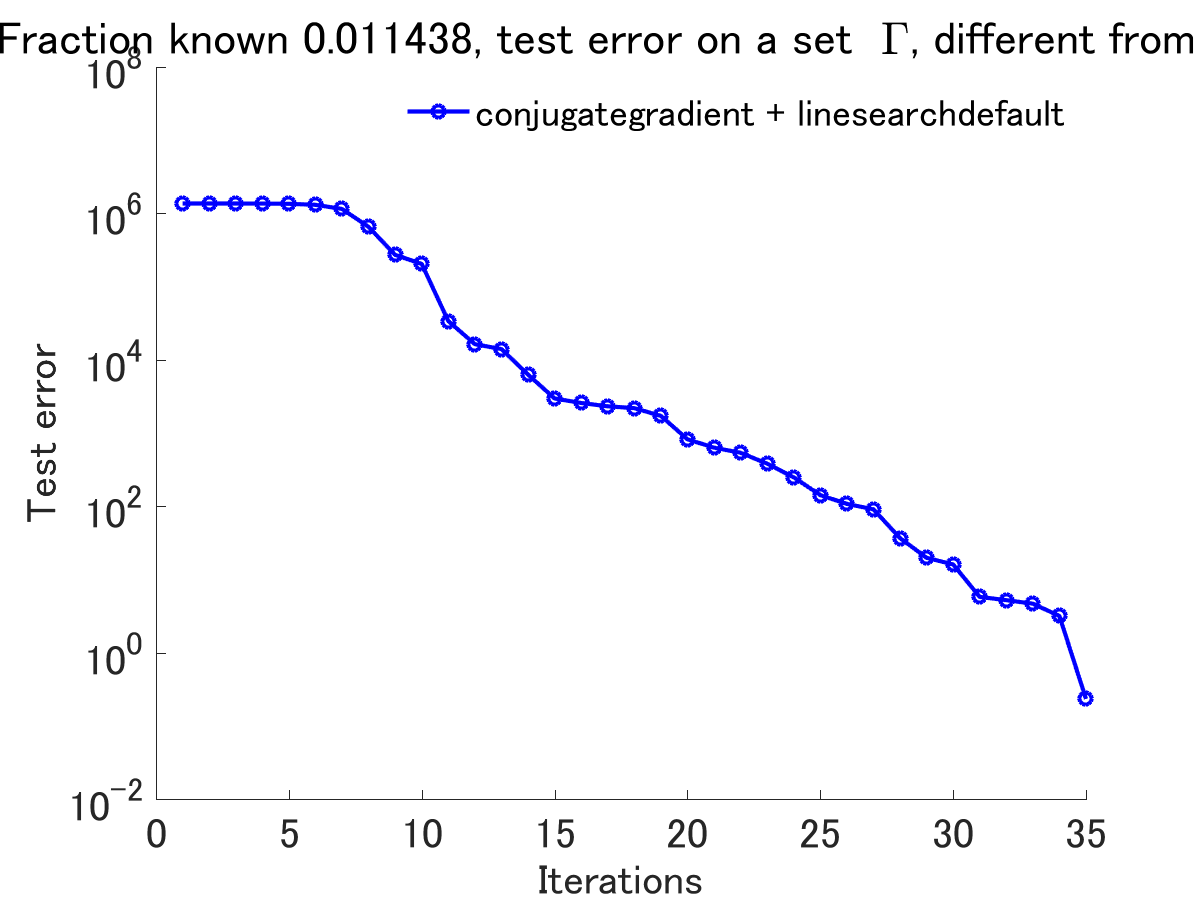 Fraction known 0.011438, test error on a set Γ, different from
conjugategradient + linesearchdefault
Test error
10^8
10^6
10^4
10^2
10^0
10^-2
0 5 10 15 20 25 30 35
Iterations